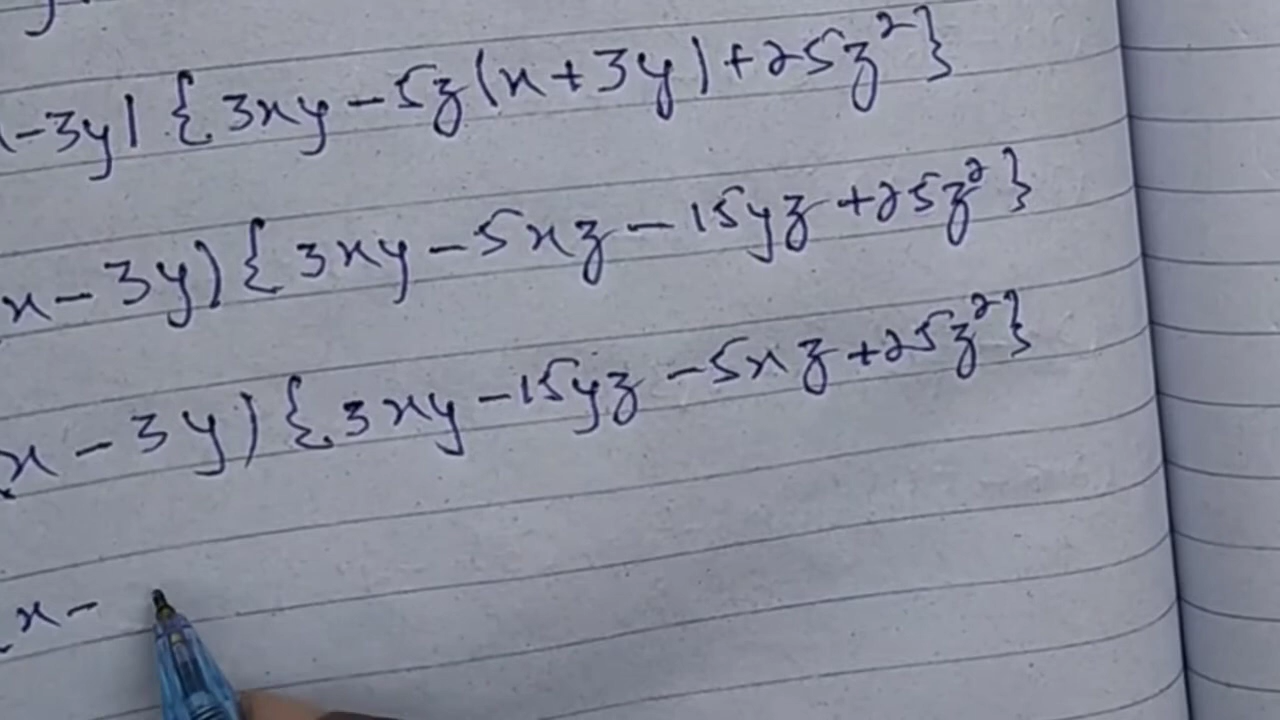 -3y) {3xy-5z(x+3y)+25z²}
x-3y){3xy-5xz-15yz+25z²}
(x-3y){3xy-15yz-5xz+25z²}
(x-